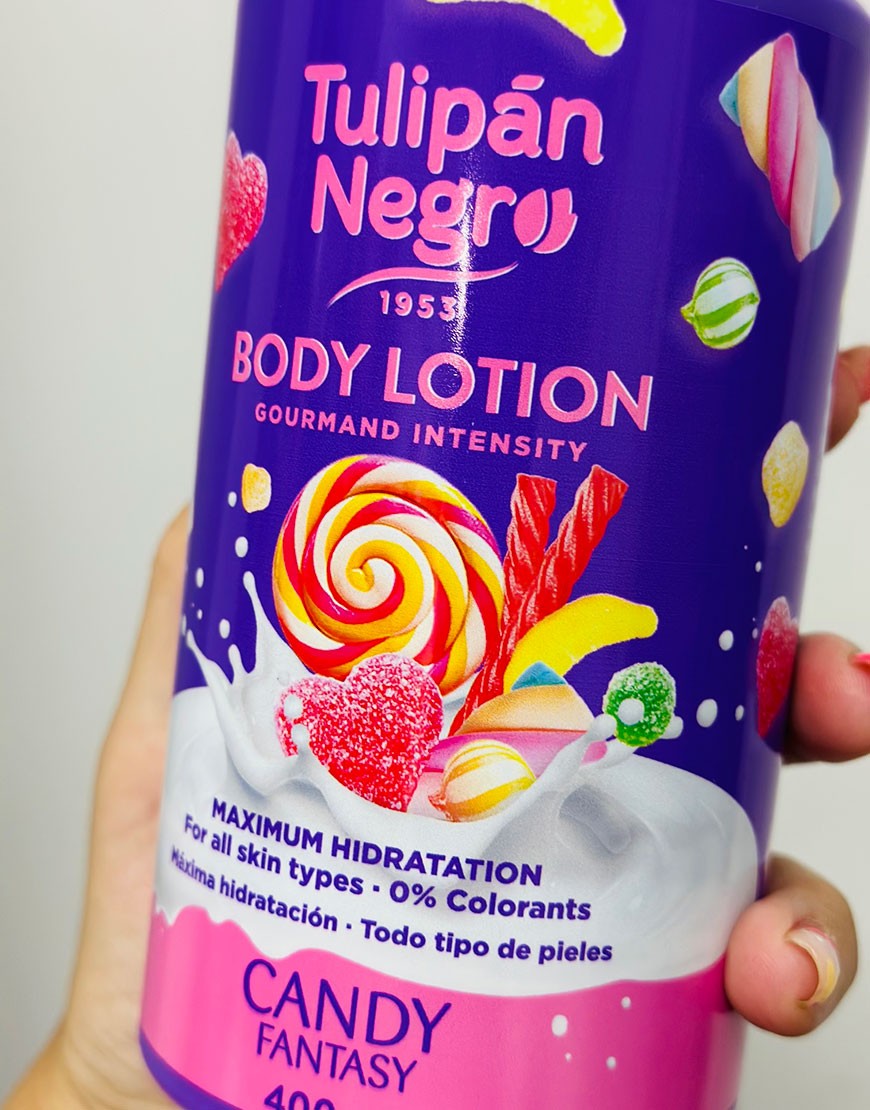 Tulipán
Negro
1953
BODY LOTION
GOURMAND INTENSITY
MAXIMUM HIDRATATION
For all skin types · 0% Colorants
Máxima hidratación · Todo tipo de pieles
CANDY
FANTASY
400